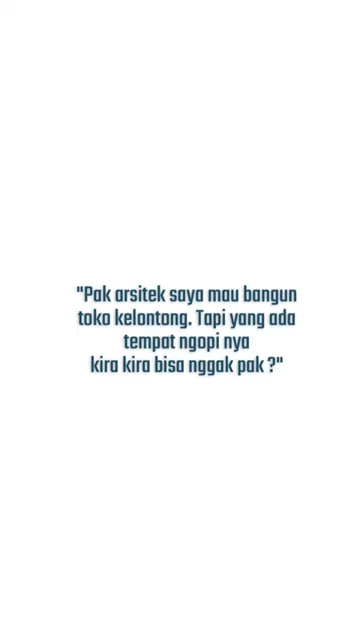 "Pak arsitek saya mau bangun
toko kelontong. Tapi yang ada
tempat ngopi nya
kira kira bisa nggak pak ?"